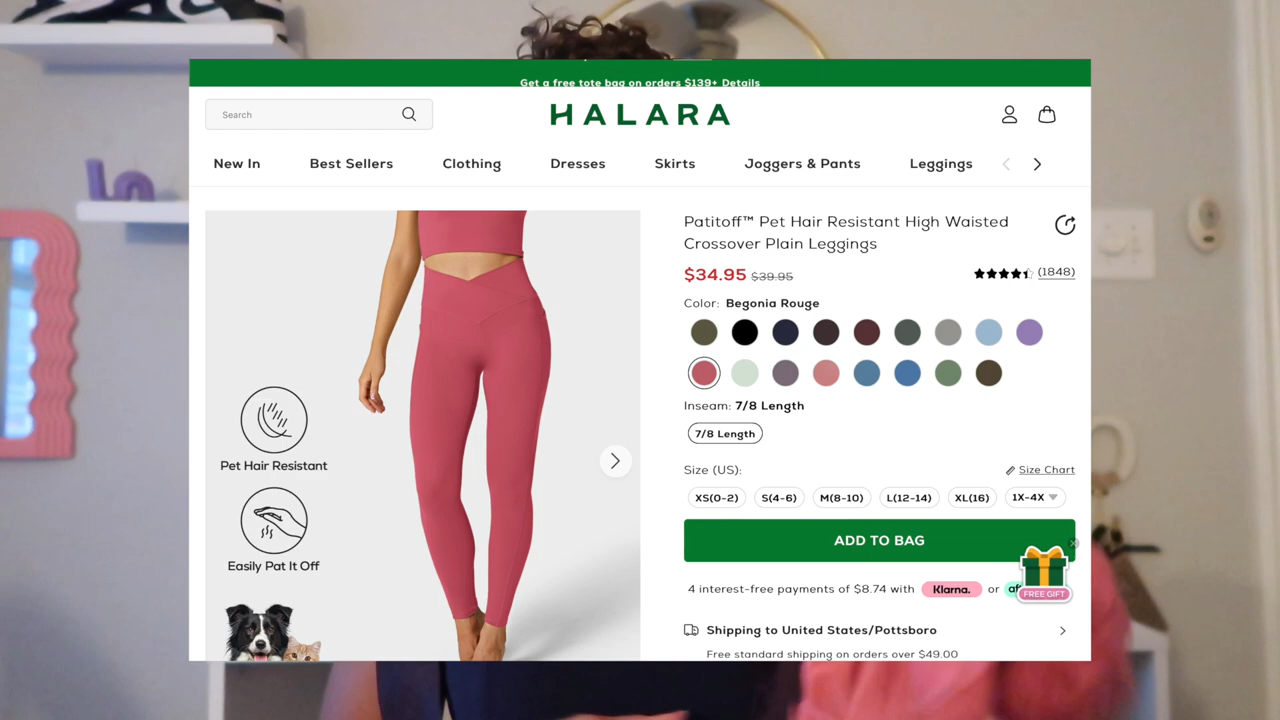 Get a free tote bag on orders $139+ Details
Search
HALARA
New In
Best Sellers
Clothing
Dresses
Skirts
Joggers & Pants
Leggings
Patitoff™ Pet Hair Resistant High Waisted
Crossover Plain Leggings
$34.95 $39.95
(1848)
Color: Begonia Rouge
Inseam: 7/8 Length
7/8 Length
Size (US):
Size Chart
XS(0-2)
S(4-6)
M(8-10)
L(12-14)
XL(16)
1X-4X
ADD TO BAG
4 interest-free payments of $8.74 with Klarna. or
FREE GIFT
Shipping to United States/Pottsboro
Free standard shipping on orders over $49.00
Pet Hair Resistant
Easily Pat It Off